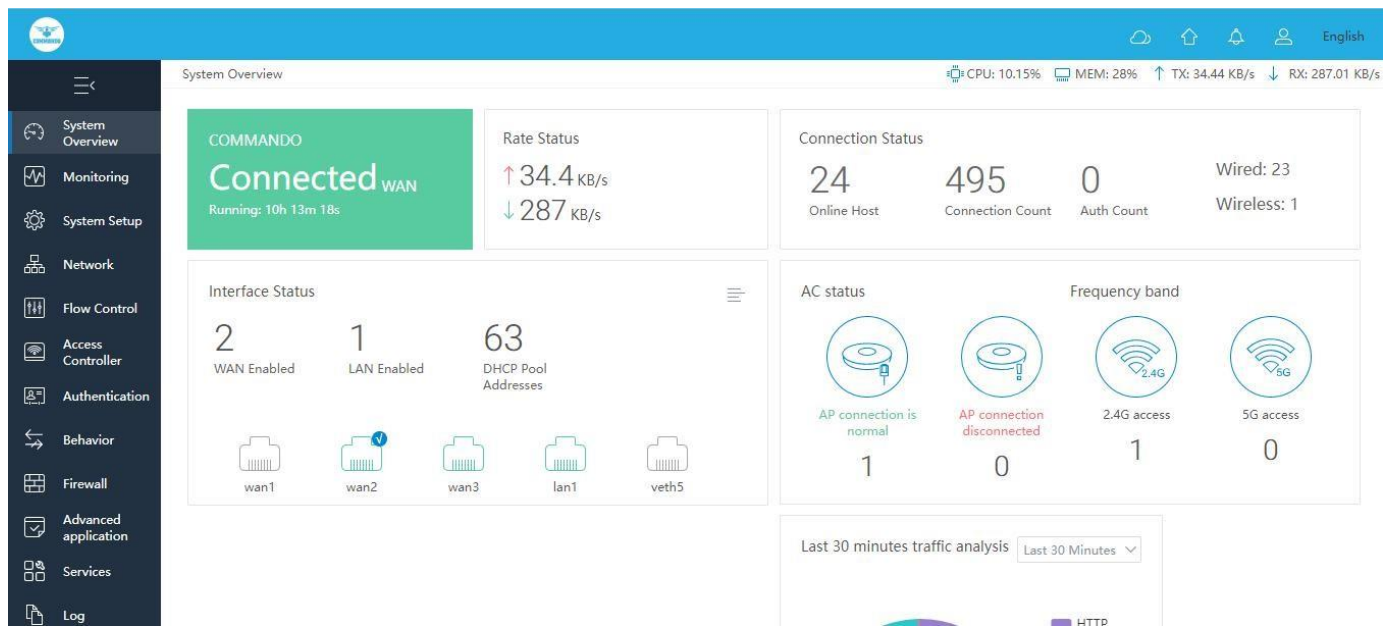 COMMANDO
English
System Overview
CPU: 10.15%
MEM: 28%
TX: 34.44 KB/s
RX: 287.01 KB/s
System
Overview
Monitoring
System Setup
Network
Flow Control
Access
Controller
Authentication
Behavior
Firewall
Advanced
application
Services
Log
COMMANDO
Connected WAN
Running: 10h 13m 18s
Rate Status
↑ 34.4 KB/s
↓ 287 KB/s
Connection Status
24
Online Host
495
Connection Count
0
Auth Count
Wired: 23
Wireless: 1
Interface Status
2
WAN Enabled
1
LAN Enabled
63
DHCP Pool
Addresses
wan1
wan2
wan3
lan1
veth5
AC status
Frequency band
2.4G
5G
AP connection is
normal
1
AP connection
disconnected
0
2.4G access
1
5G access
0
Last 30 minutes traffic analysis
Last 30 Minutes
HTTP